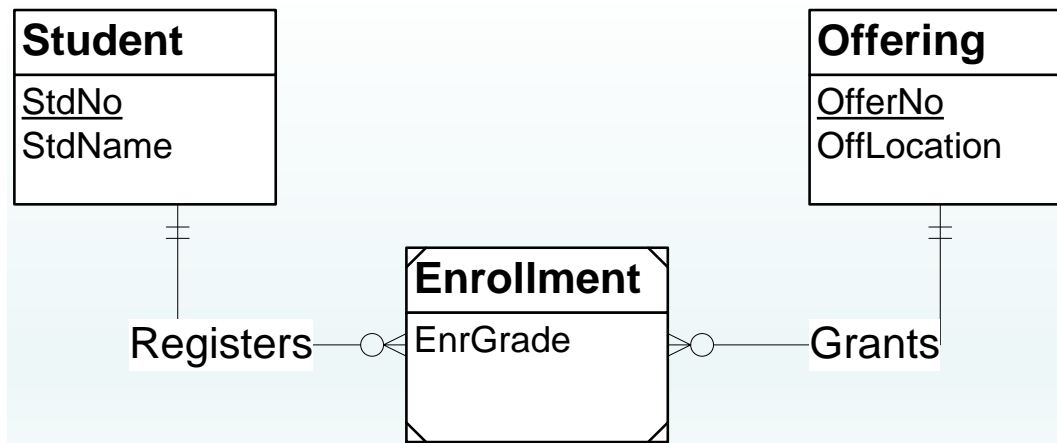 Student
StdNo
StdName
Offering
OfferNo
OffLocation
Enrollment
EnrGrade
Registers
Grants